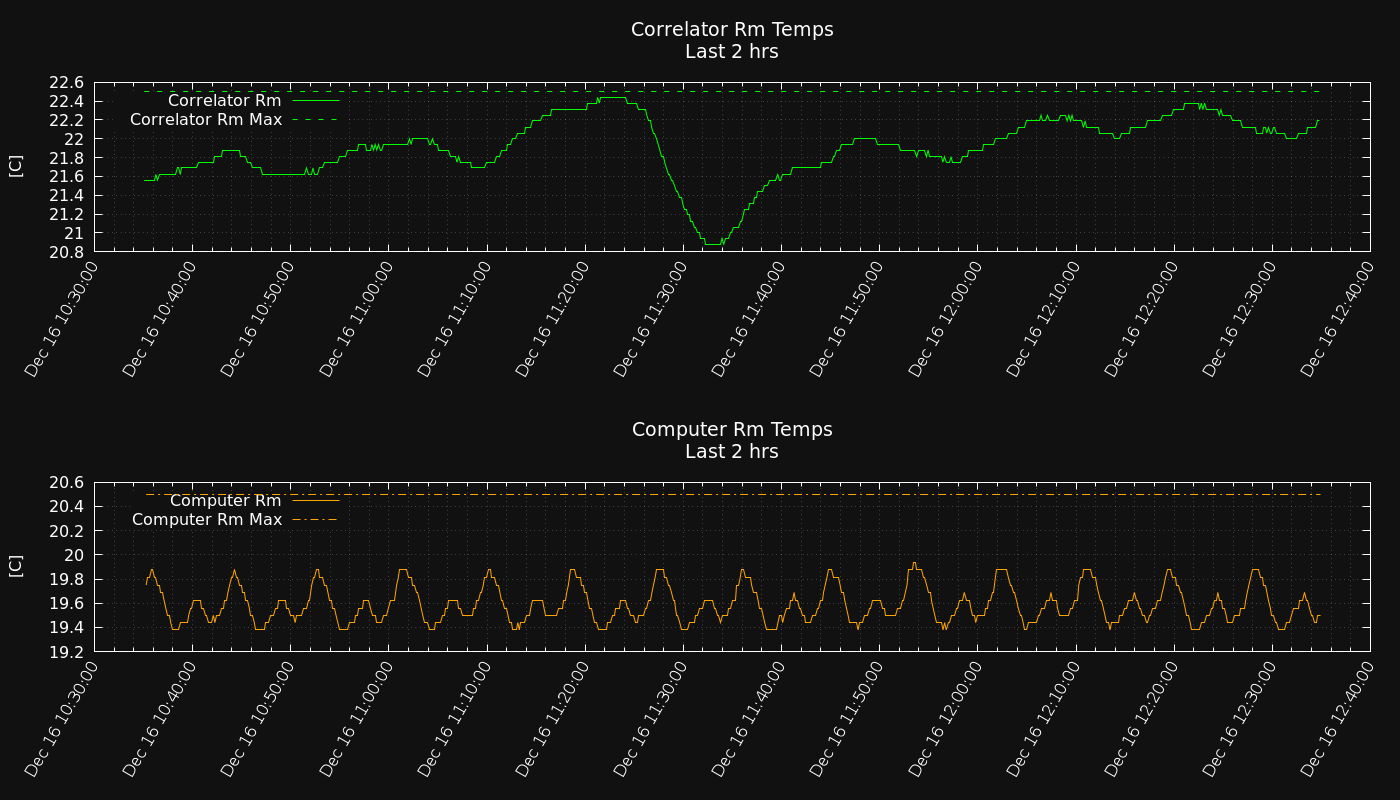 Correlator Rm Temps
Last 2 hrs
22.6
22.4
22.2
22
21.8
21.6
21.4
21.2
21
20.8
[C]
Correlator Rm
Correlator Rm Max
Dec 16 10:30:00
Dec 16 10:40:00
Dec 16 10:50:00
Dec 16 11:00:00
Dec 16 11:10:00
Dec 16 11:20:00
Dec 16 11:30:00
Dec 16 11:40:00
Dec 16 11:50:00
Dec 16 12:00:00
Dec 16 12:10:00
Dec 16 12:20:00
Dec 16 12:30:00
Dec 16 12:40:00
Computer Rm Temps
Last 2 hrs
20.6
20.4
20.2
20
19.8
19.6
19.4
19.2
[C]
Computer Rm
Computer Rm Max
Dec 16 10:30:00
Dec 16 10:40:00
Dec 16 10:50:00
Dec 16 11:00:00
Dec 16 11:10:00
Dec 16 11:20:00
Dec 16 11:30:00
Dec 16 11:40:00
Dec 16 11:50:00
Dec 16 12:00:00
Dec 16 12:10:00
Dec 16 12:20:00
Dec 16 12:30:00
Dec 16 12:40:00